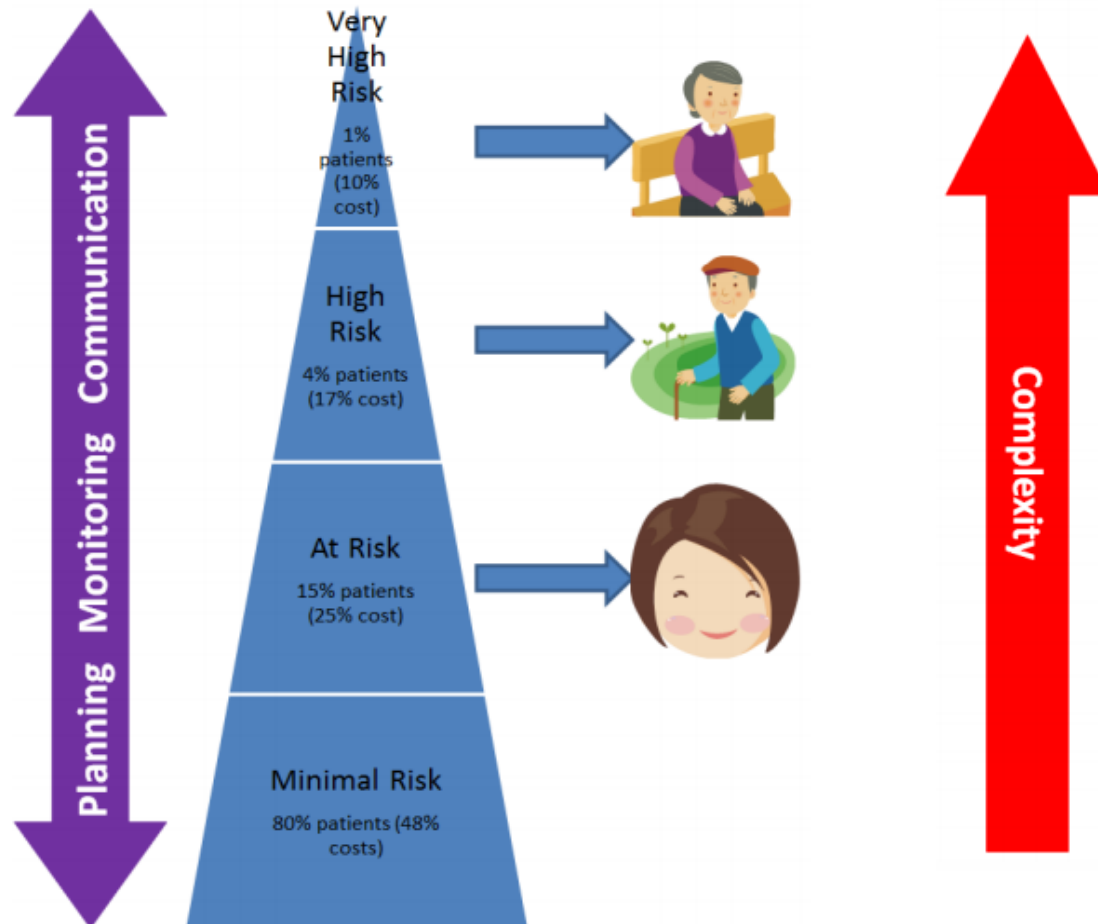 Very
High
Risk
1%
patients
(10%
cost)
High
Risk
4% patients
(17% cost)
At Risk
15% patients
(25% cost)
Minimal Risk
80% patients (48%
costs)
Planning Monitoring Communication
Complexity